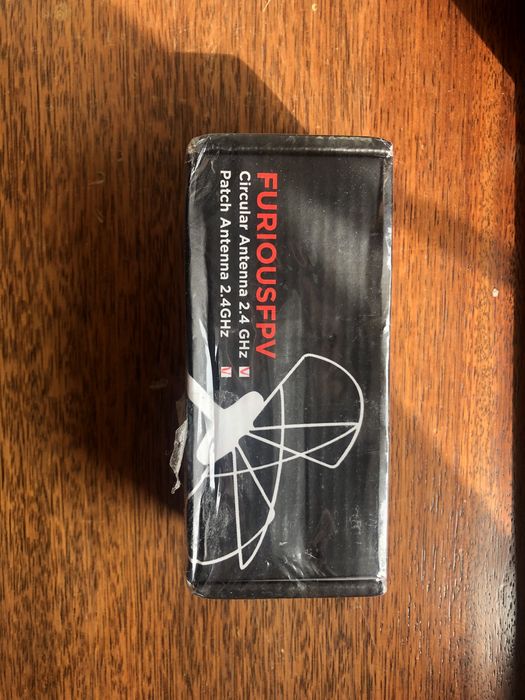 FURIOUSFPV
Circular Antenna 2.4 GHz
Patch Antenna 2.4GHz